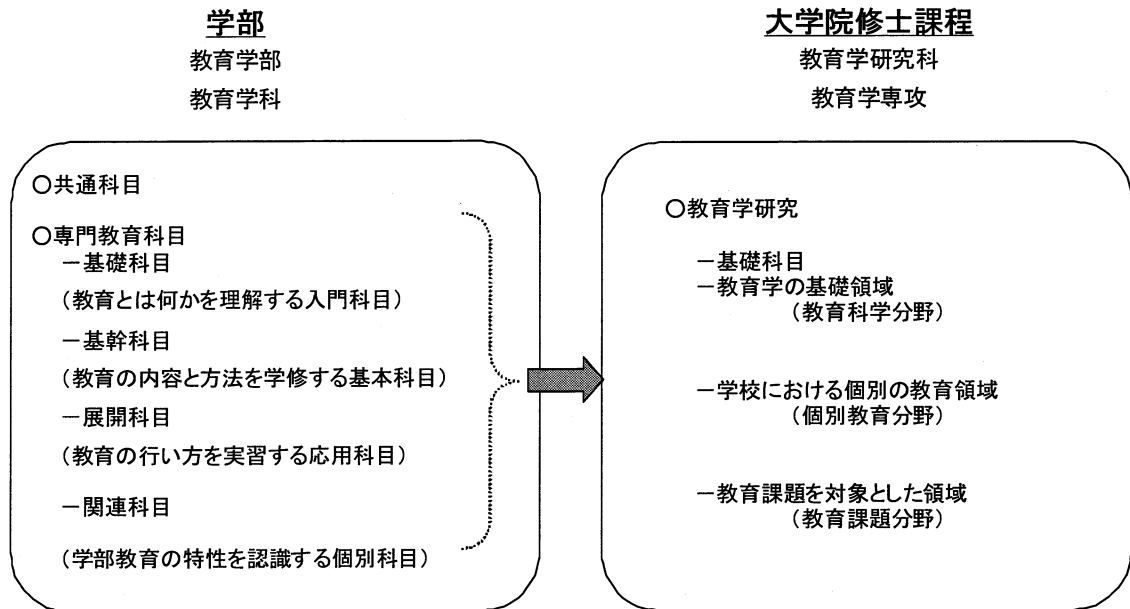 学部
教育学部
教育学科
○共通科目
○専門教育科目
－基礎科目
(教育とは何かを理解する入門科目)
－基幹科目
(教育の内容と方法を学修する基本科目)
－展開科目
(教育の行い方を実習する応用科目)
－関連科目
(学部教育の特性を認識する個別科目)
大学院修士課程
教育学研究科
教育学専攻
○教育学研究
－基礎科目
－教育学の基礎領域
(教育科学分野)
－学校における個別の教育領域
(個別教育分野)
－教育課題を対象とした領域
(教育課題分野)